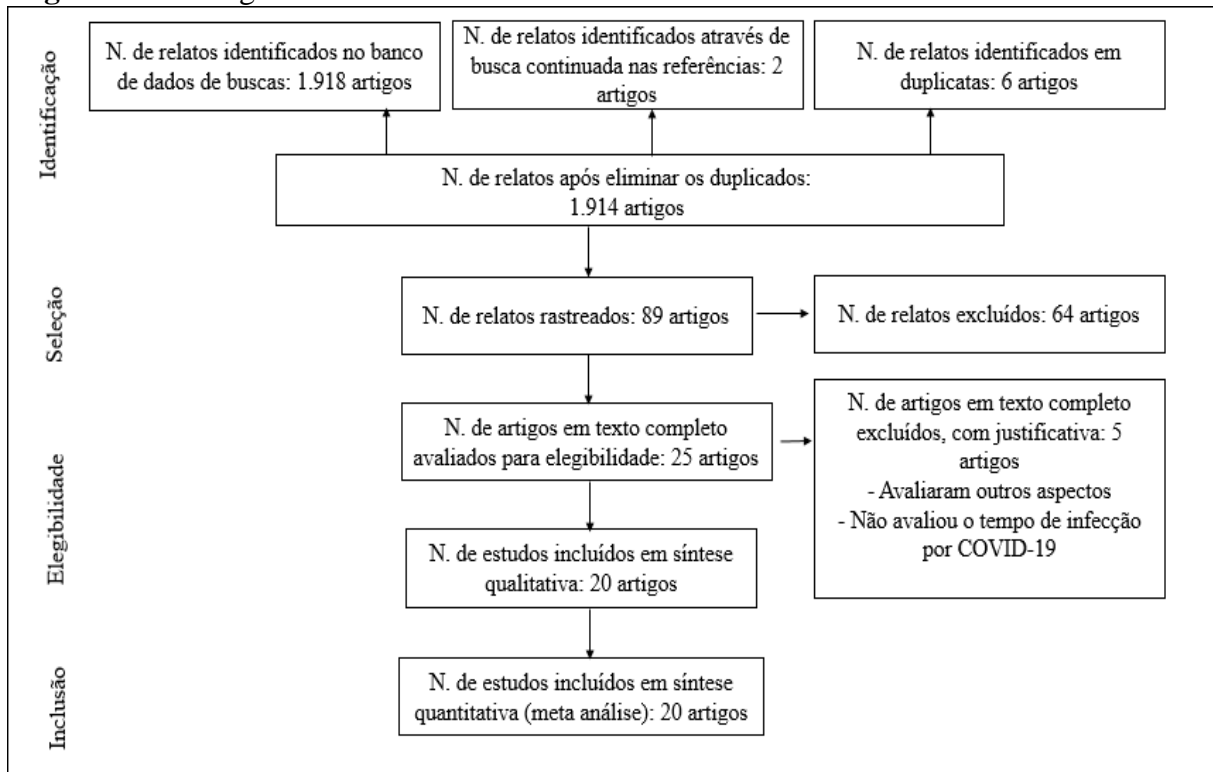 Identificação
N. de relatos identificados no banco
de dados de buscas: 1.918 artigos
N. de relatos identificados através de
busca continuada nas referências: 2
artigos
N. de relatos identificados em
duplicatas: 6 artigos
N. de relatos após eliminar os duplicados:
1.914 artigos
Seleção
N. de relatos rastreados: 89 artigos
N. de relatos excluídos: 64 artigos
Elegibilidade
N. de artigos em texto completo
avaliados para elegibilidade: 25 artigos
N. de artigos em texto completo
excluídos, com justificativa: 5
artigos
- Avaliaram outros aspectos
- Não avaliou o tempo de infecção
por COVID-19
N. de estudos incluídos em síntese
qualitativa: 20 artigos
Inclusão
N. de estudos incluídos em síntese
quantitativa (meta análise): 20 artigos